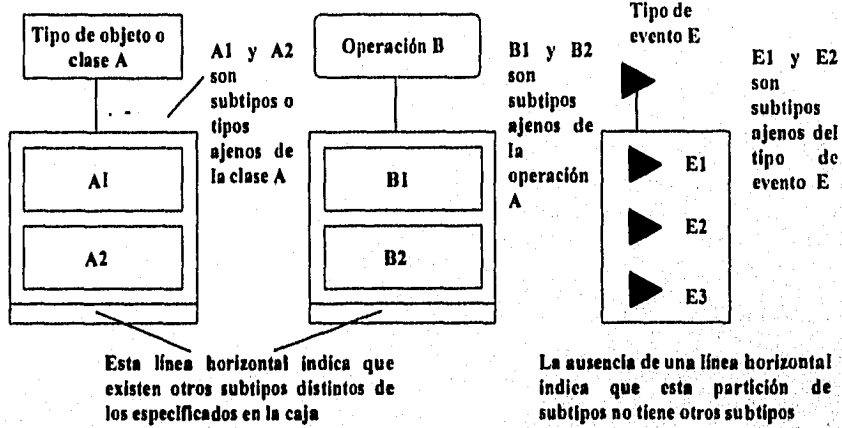 Tipo de objeto o
clase A
A1 y A2
son
subtipos o
tipos
ajenos de
la clase A
A1
A2
Operación B
B1 y B2
son
subtipos
ajenos de
la
operación
A
B1
B2
Tipo de
evento E
E1 y E2
son
subtipos
ajenos del
tipo de
evento E
E1
E2
E3
Esta línea horizontal indica que
existen otros subtipos distintos de
los especificados en la caja
La ausencia de una línea horizontal
indica que esta partición de
subtipos no tiene otros subtipos